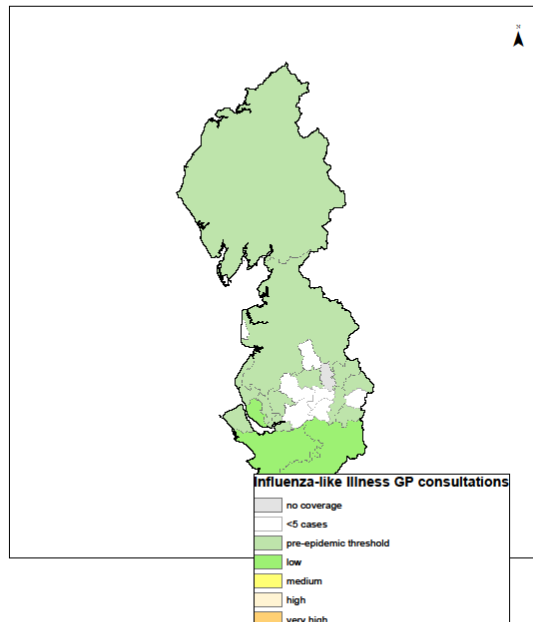 N
Influenza-like Illness GP consultations
no coverage
<5 cases
pre-epidemic threshold
low
medium
high
very high